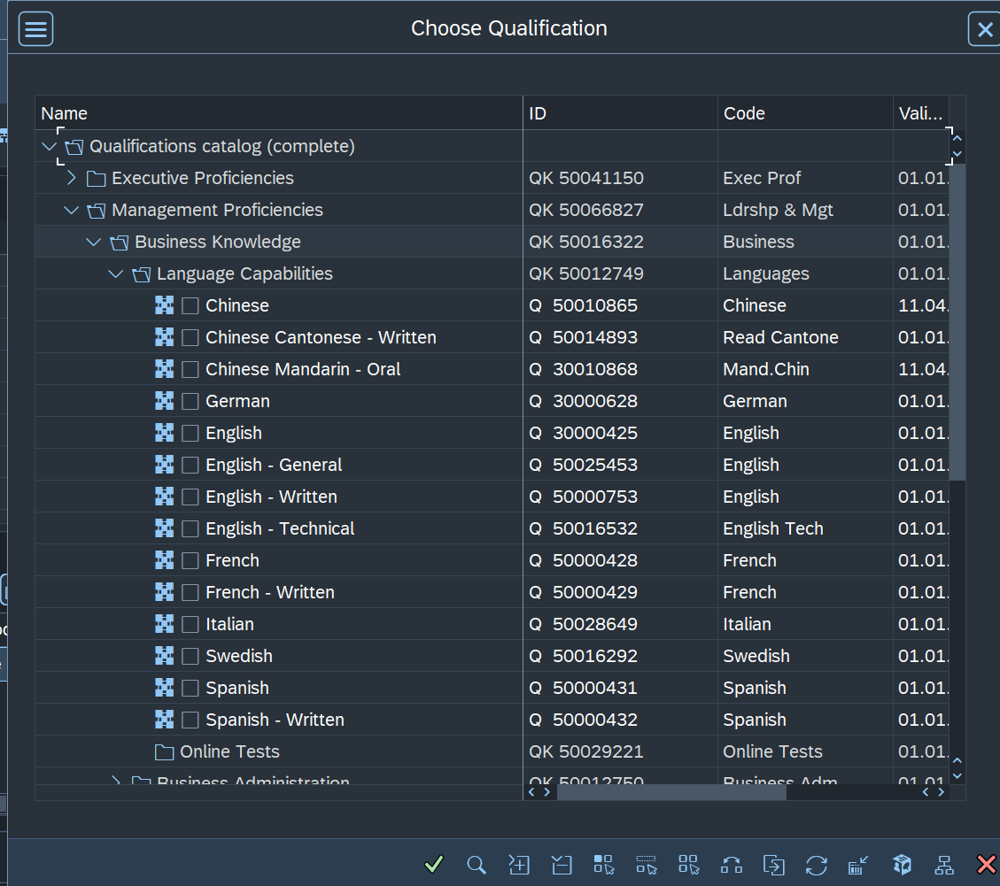 Choose Qualification
Name ID Code Vali...
Qualifications catalog (complete)
Executive Proficiencies QK 50041150 Exec Prof 01.01.
Management Proficiencies QK 50066827 Ldrshp & Mgt 01.01.
Business Knowledge QK 50016322 Business 01.01.
Language Capabilities QK 50012749 Languages 01.01.
Chinese Q 50010865 Chinese 11.04.
Chinese Cantonese - Written Q 50014893 Read Cantone 01.01.
Chinese Mandarin - Oral Q 30010868 Mand.Chin 11.04.
German Q 30000628 German 01.01.
English Q 30000425 English 01.01.
English - General Q 50025453 English 01.01.
English - Written Q 50000753 English 01.01.
English - Technical Q 50016532 English Tech 01.01.
French Q 50000428 French 01.01.
French - Written Q 50000429 French 01.01.
Italian Q 50028649 Italian 01.01.
Swedish Q 50016292 Swedish 01.01.
Spanish Q 50000431 Spanish 01.01.
Spanish - Written Q 50000432 Spanish 01.01.
Online Tests QK 50029221 Online Tests 01.01.
Business Administration QK 50012750 Business Adm 01.01